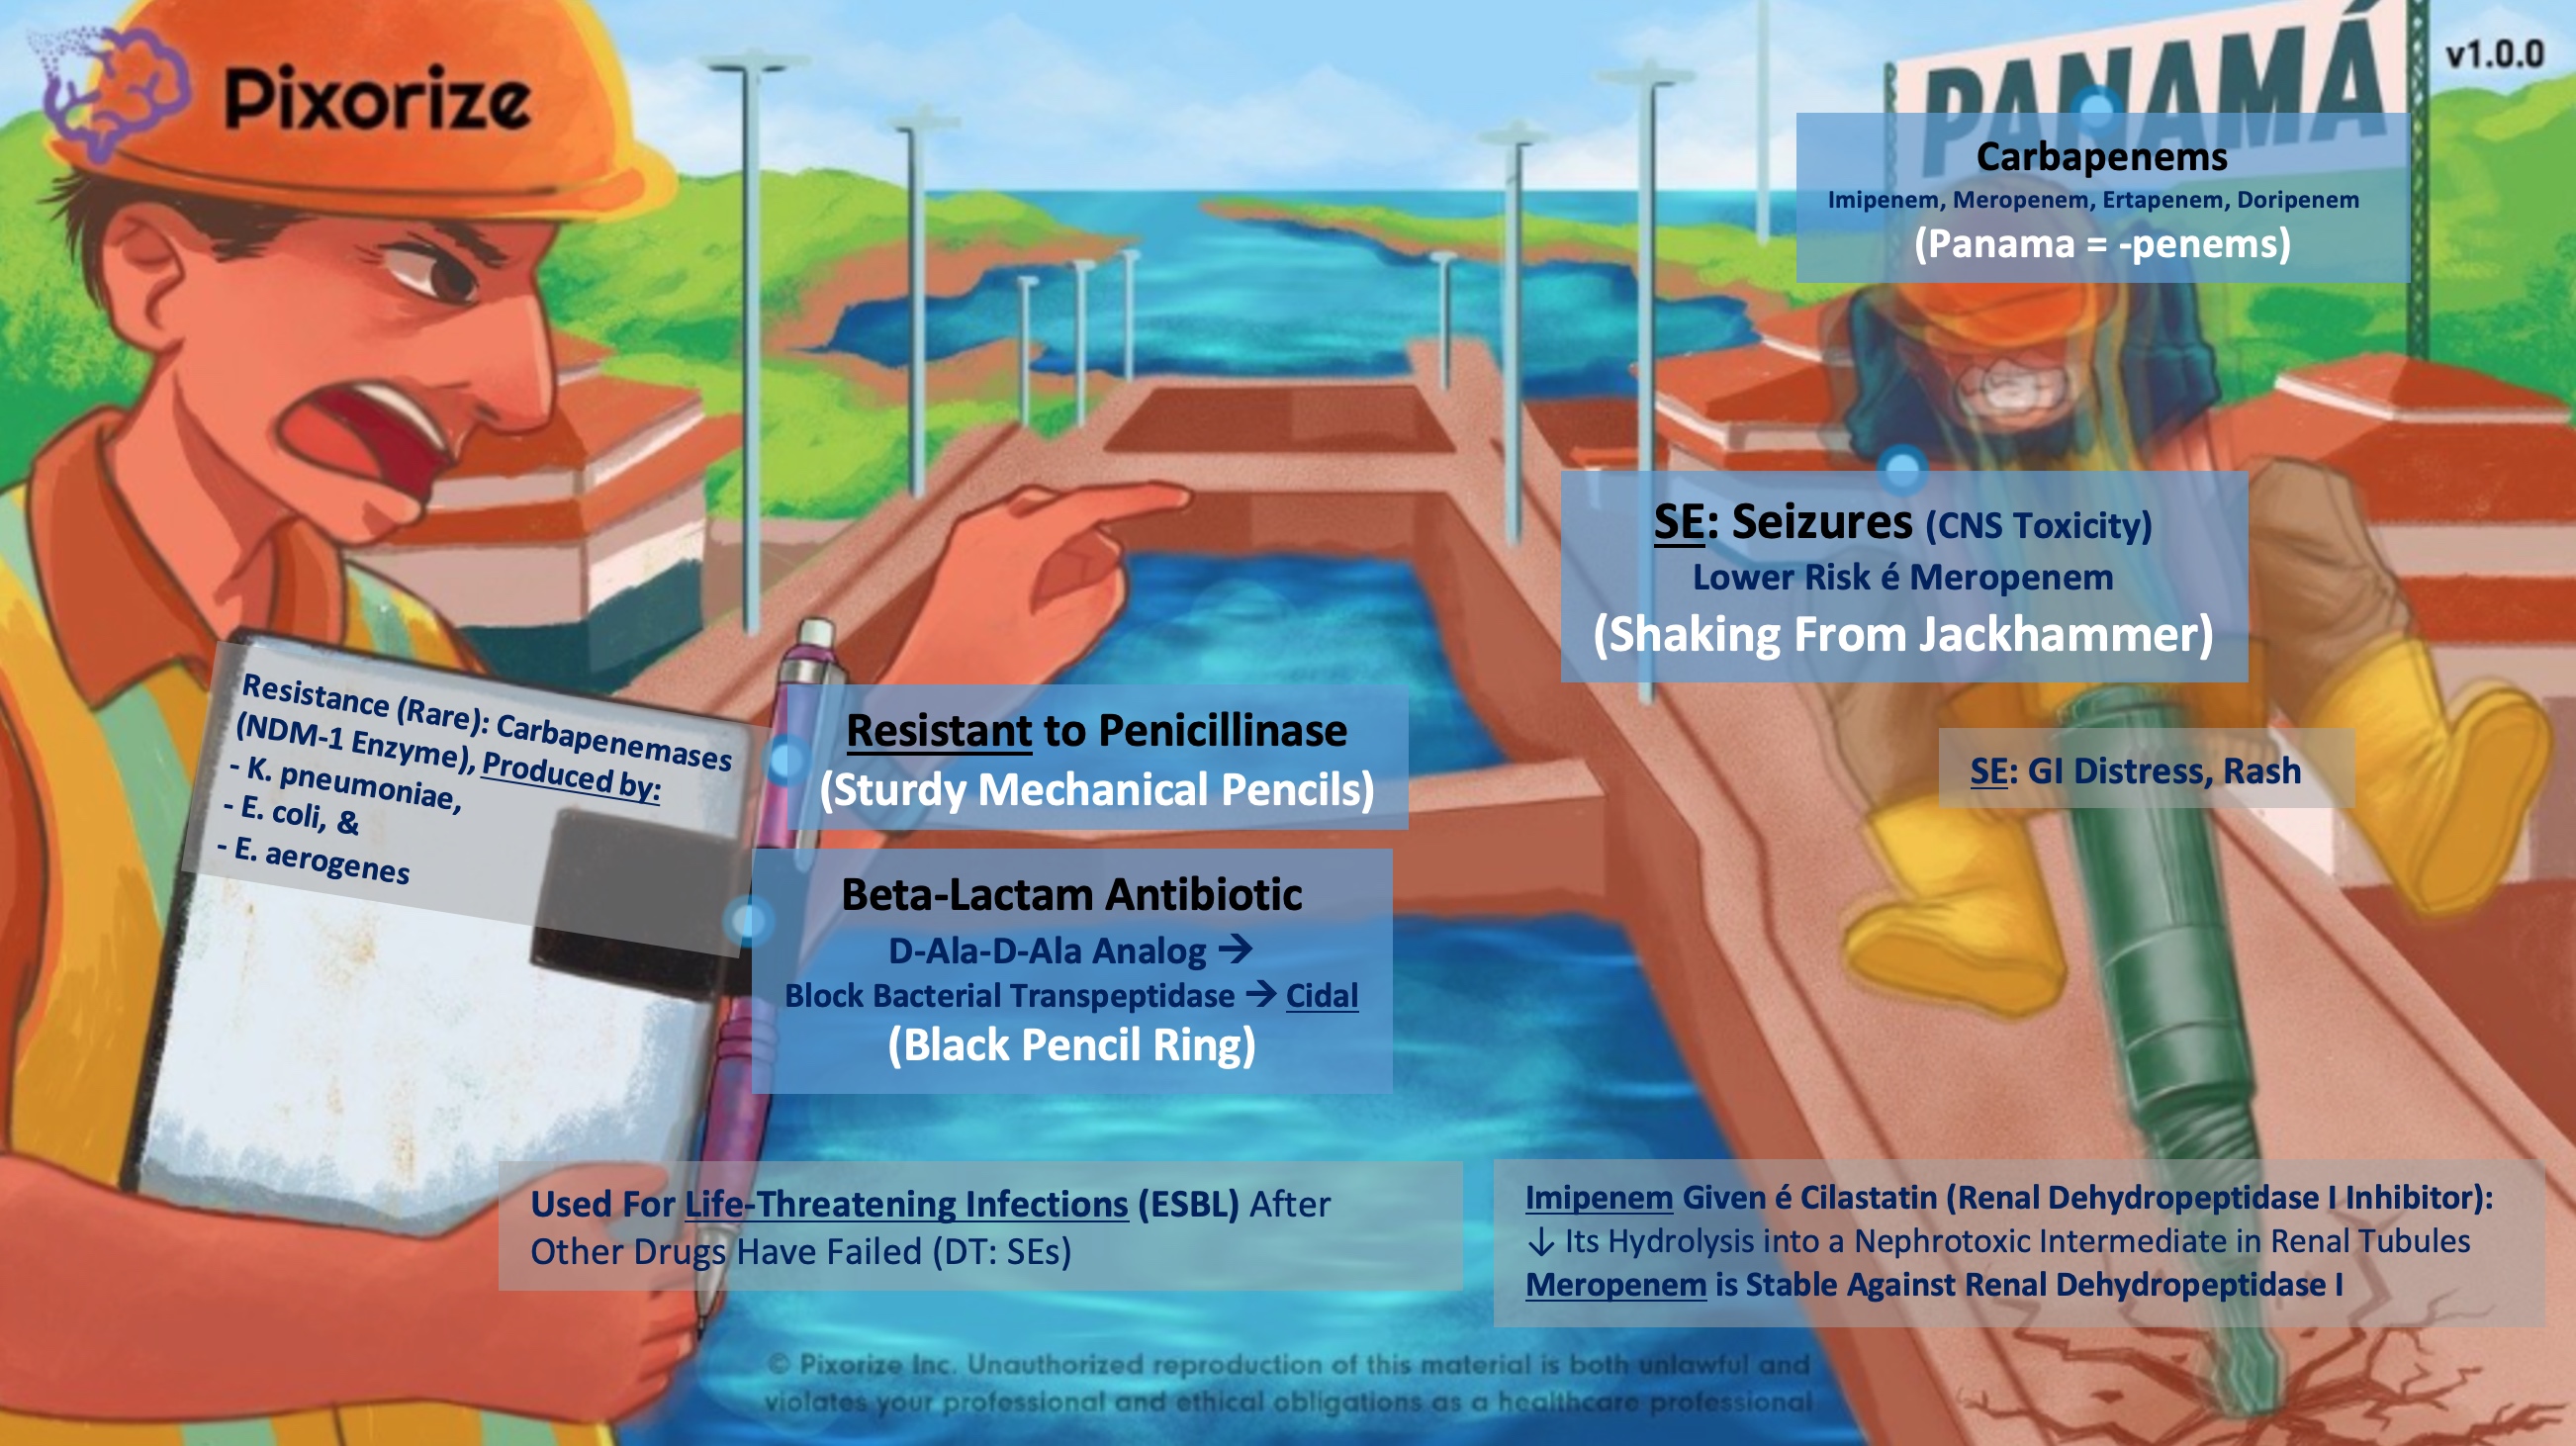 Pixorize
PANAMÁ
v1.0.0
Carbapenems
Imipenem, Meropenem, Ertapenem, Doripenem
(Panama = -penems)
SE: Seizures (CNS Toxicity)
Lower Risk é Meropenem
(Shaking From Jackhammer)
Resistance (Rare): Carbapenemases
(NDM-1 Enzyme), Produced by:
- K. pneumoniae,
- E. coli, &
- E. aerogenes
Resistant to Penicillinase
(Sturdy Mechanical Pencils)
SE: GI Distress, Rash
Beta-Lactam Antibiotic
D-Ala-D-Ala Analog →
Block Bacterial Transpeptidase → Cidal
(Black Pencil Ring)
Used For Life-Threatening Infections (ESBL) After
Other Drugs Have Failed (DT: SEs)
Imipenem Given é Cilastatin (Renal Dehydropeptidase I Inhibitor):
↓ Its Hydrolysis into a Nephrotoxic Intermediate in Renal Tubules
Meropenem is Stable Against Renal Dehydropeptidase I
© Pixorize Inc. Unauthorized reproduction of this material is both unlawful and
violates your professional and ethical obligations as a healthcare professional